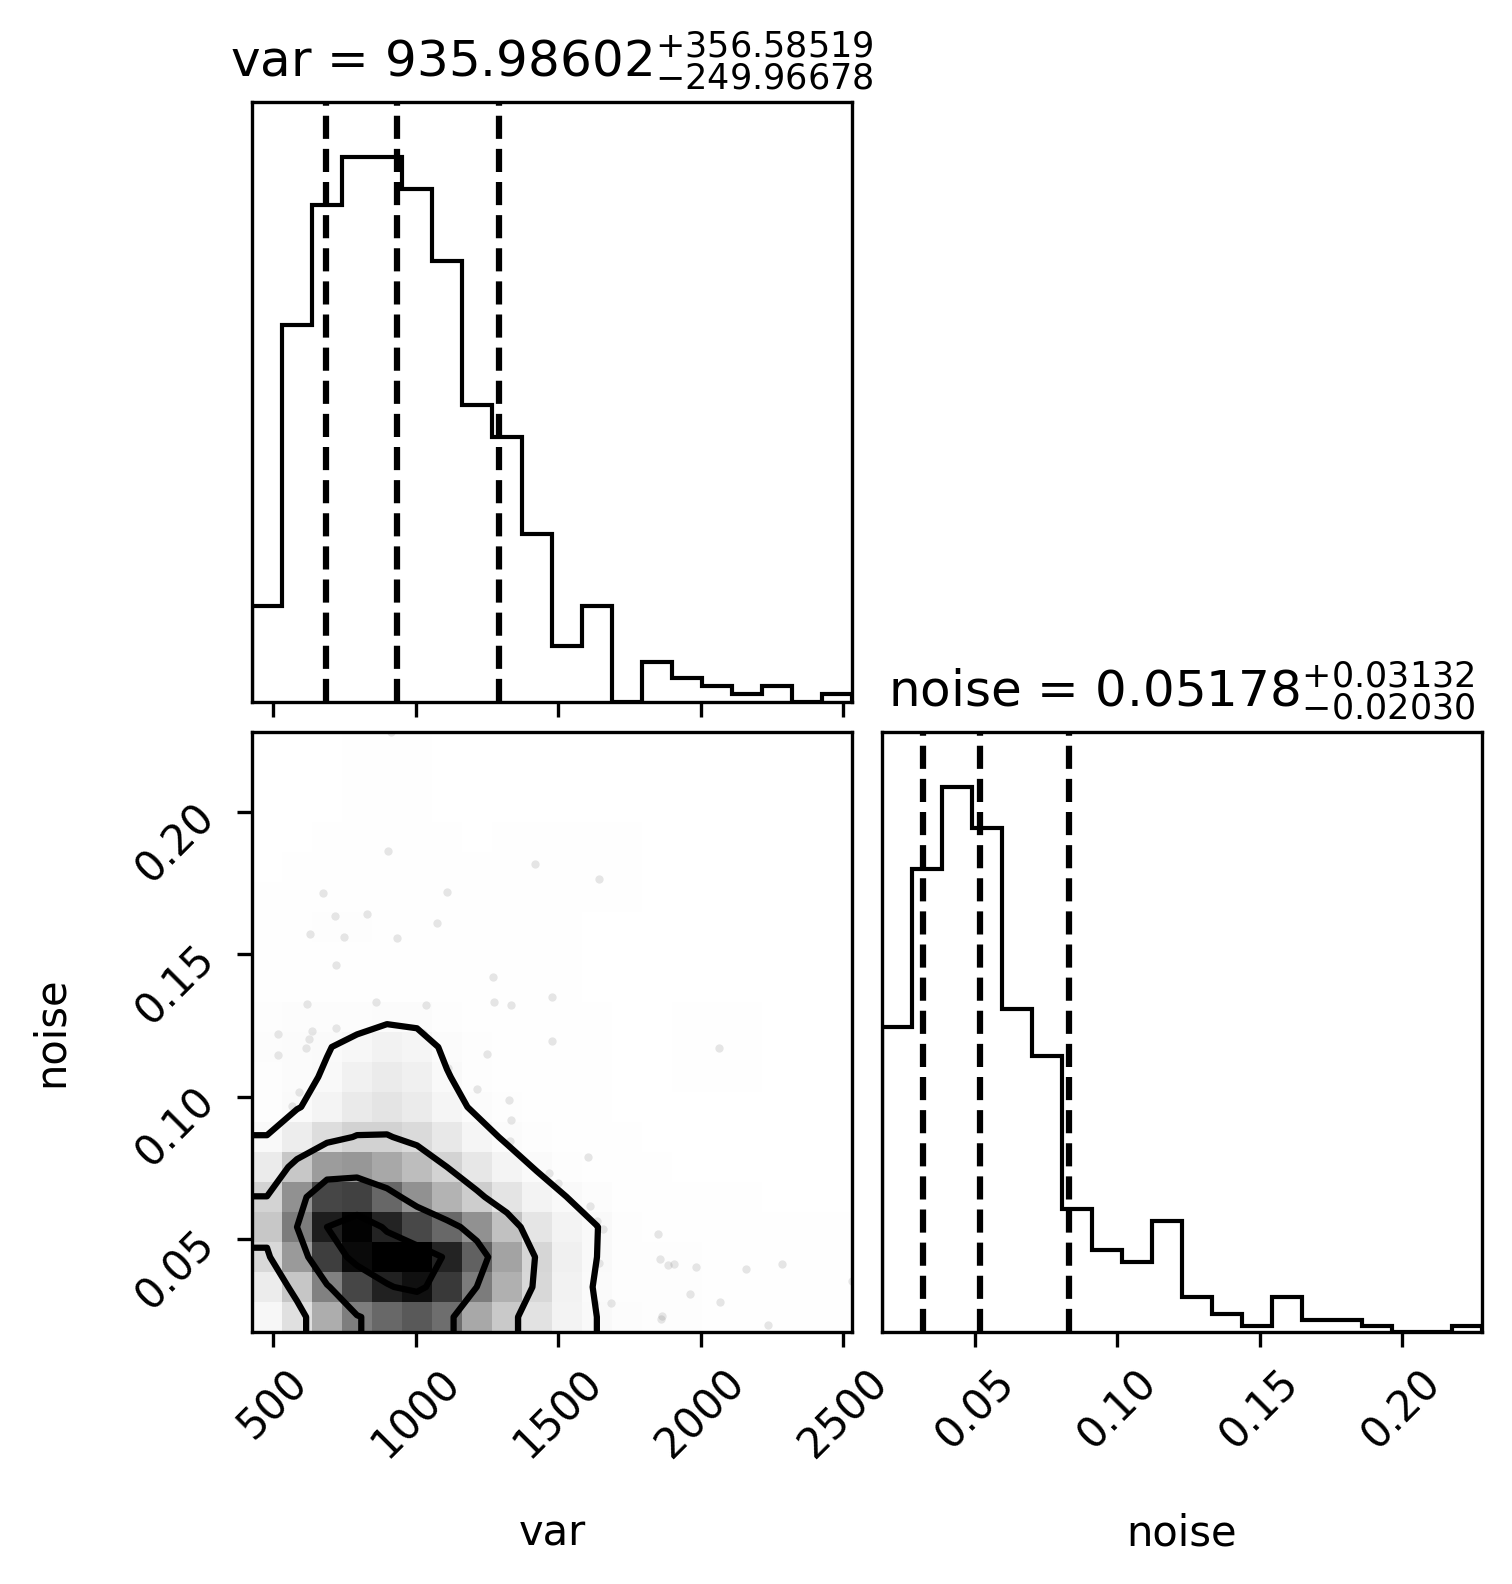 var = 935.98602+356.58519−249.96678
noise = 0.05178+0.03132−0.02030
0.20
0.15
0.10
0.05
noise
500 1000 1500 2000 2500
0.05 0.10 0.15 0.20
var
noise